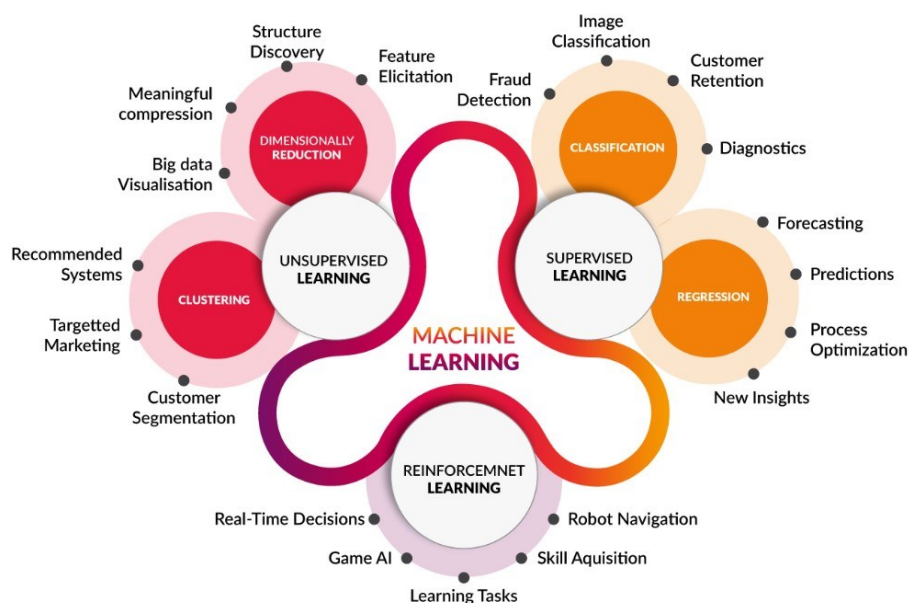 Structure
Discovery
Feature
Elicitation
Meaningful
compression
Big data
Visualisation
DIMENSIONALLY
REDUCTION
UNSUPERVISED
LEARNING
Recommended
Systems
Targetted
Marketing
Customer
Segmentation
CLUSTERING
Image
Classification
Fraud
Detection
Customer
Retention
Diagnostics
CLASSIFICATION
SUPERVISED
LEARNING
Forecasting
Predictions
Process
Optimization
New Insights
REGRESSION
MACHINE
LEARNING
REINFORCEMNET
LEARNING
Real-Time Decisions
Game AI
Learning Tasks
Skill Aquisition
Robot Navigation